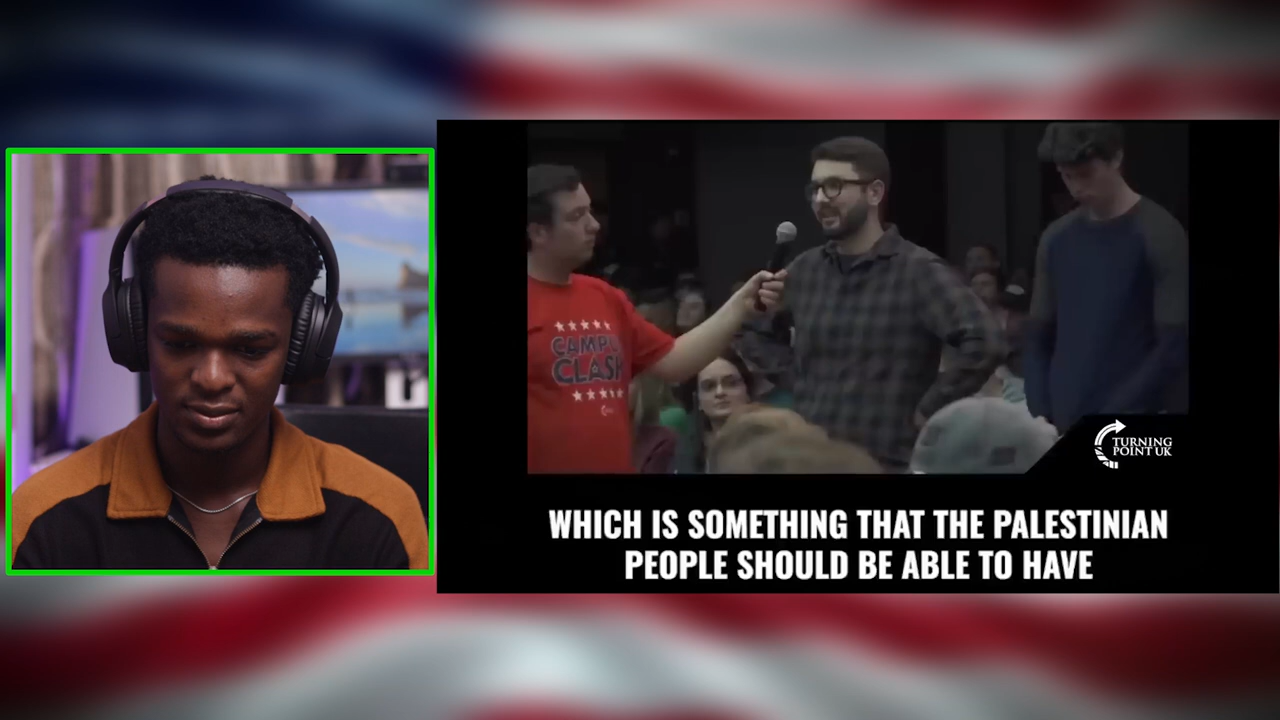 CAMPUS
CLASH
TURNING
POINT UK
WHICH IS SOMETHING THAT THE PALESTINIAN
PEOPLE SHOULD BE ABLE TO HAVE